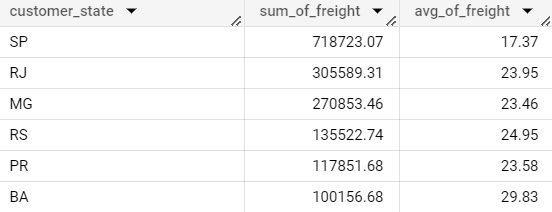 customer_state sum_of_freight avg_of_freight
SP 718723.07 17.37
RJ 305589.31 23.95
MG 270853.46 23.46
RS 135522.74 24.95
PR 117851.68 23.58
BA 100156.68 29.83